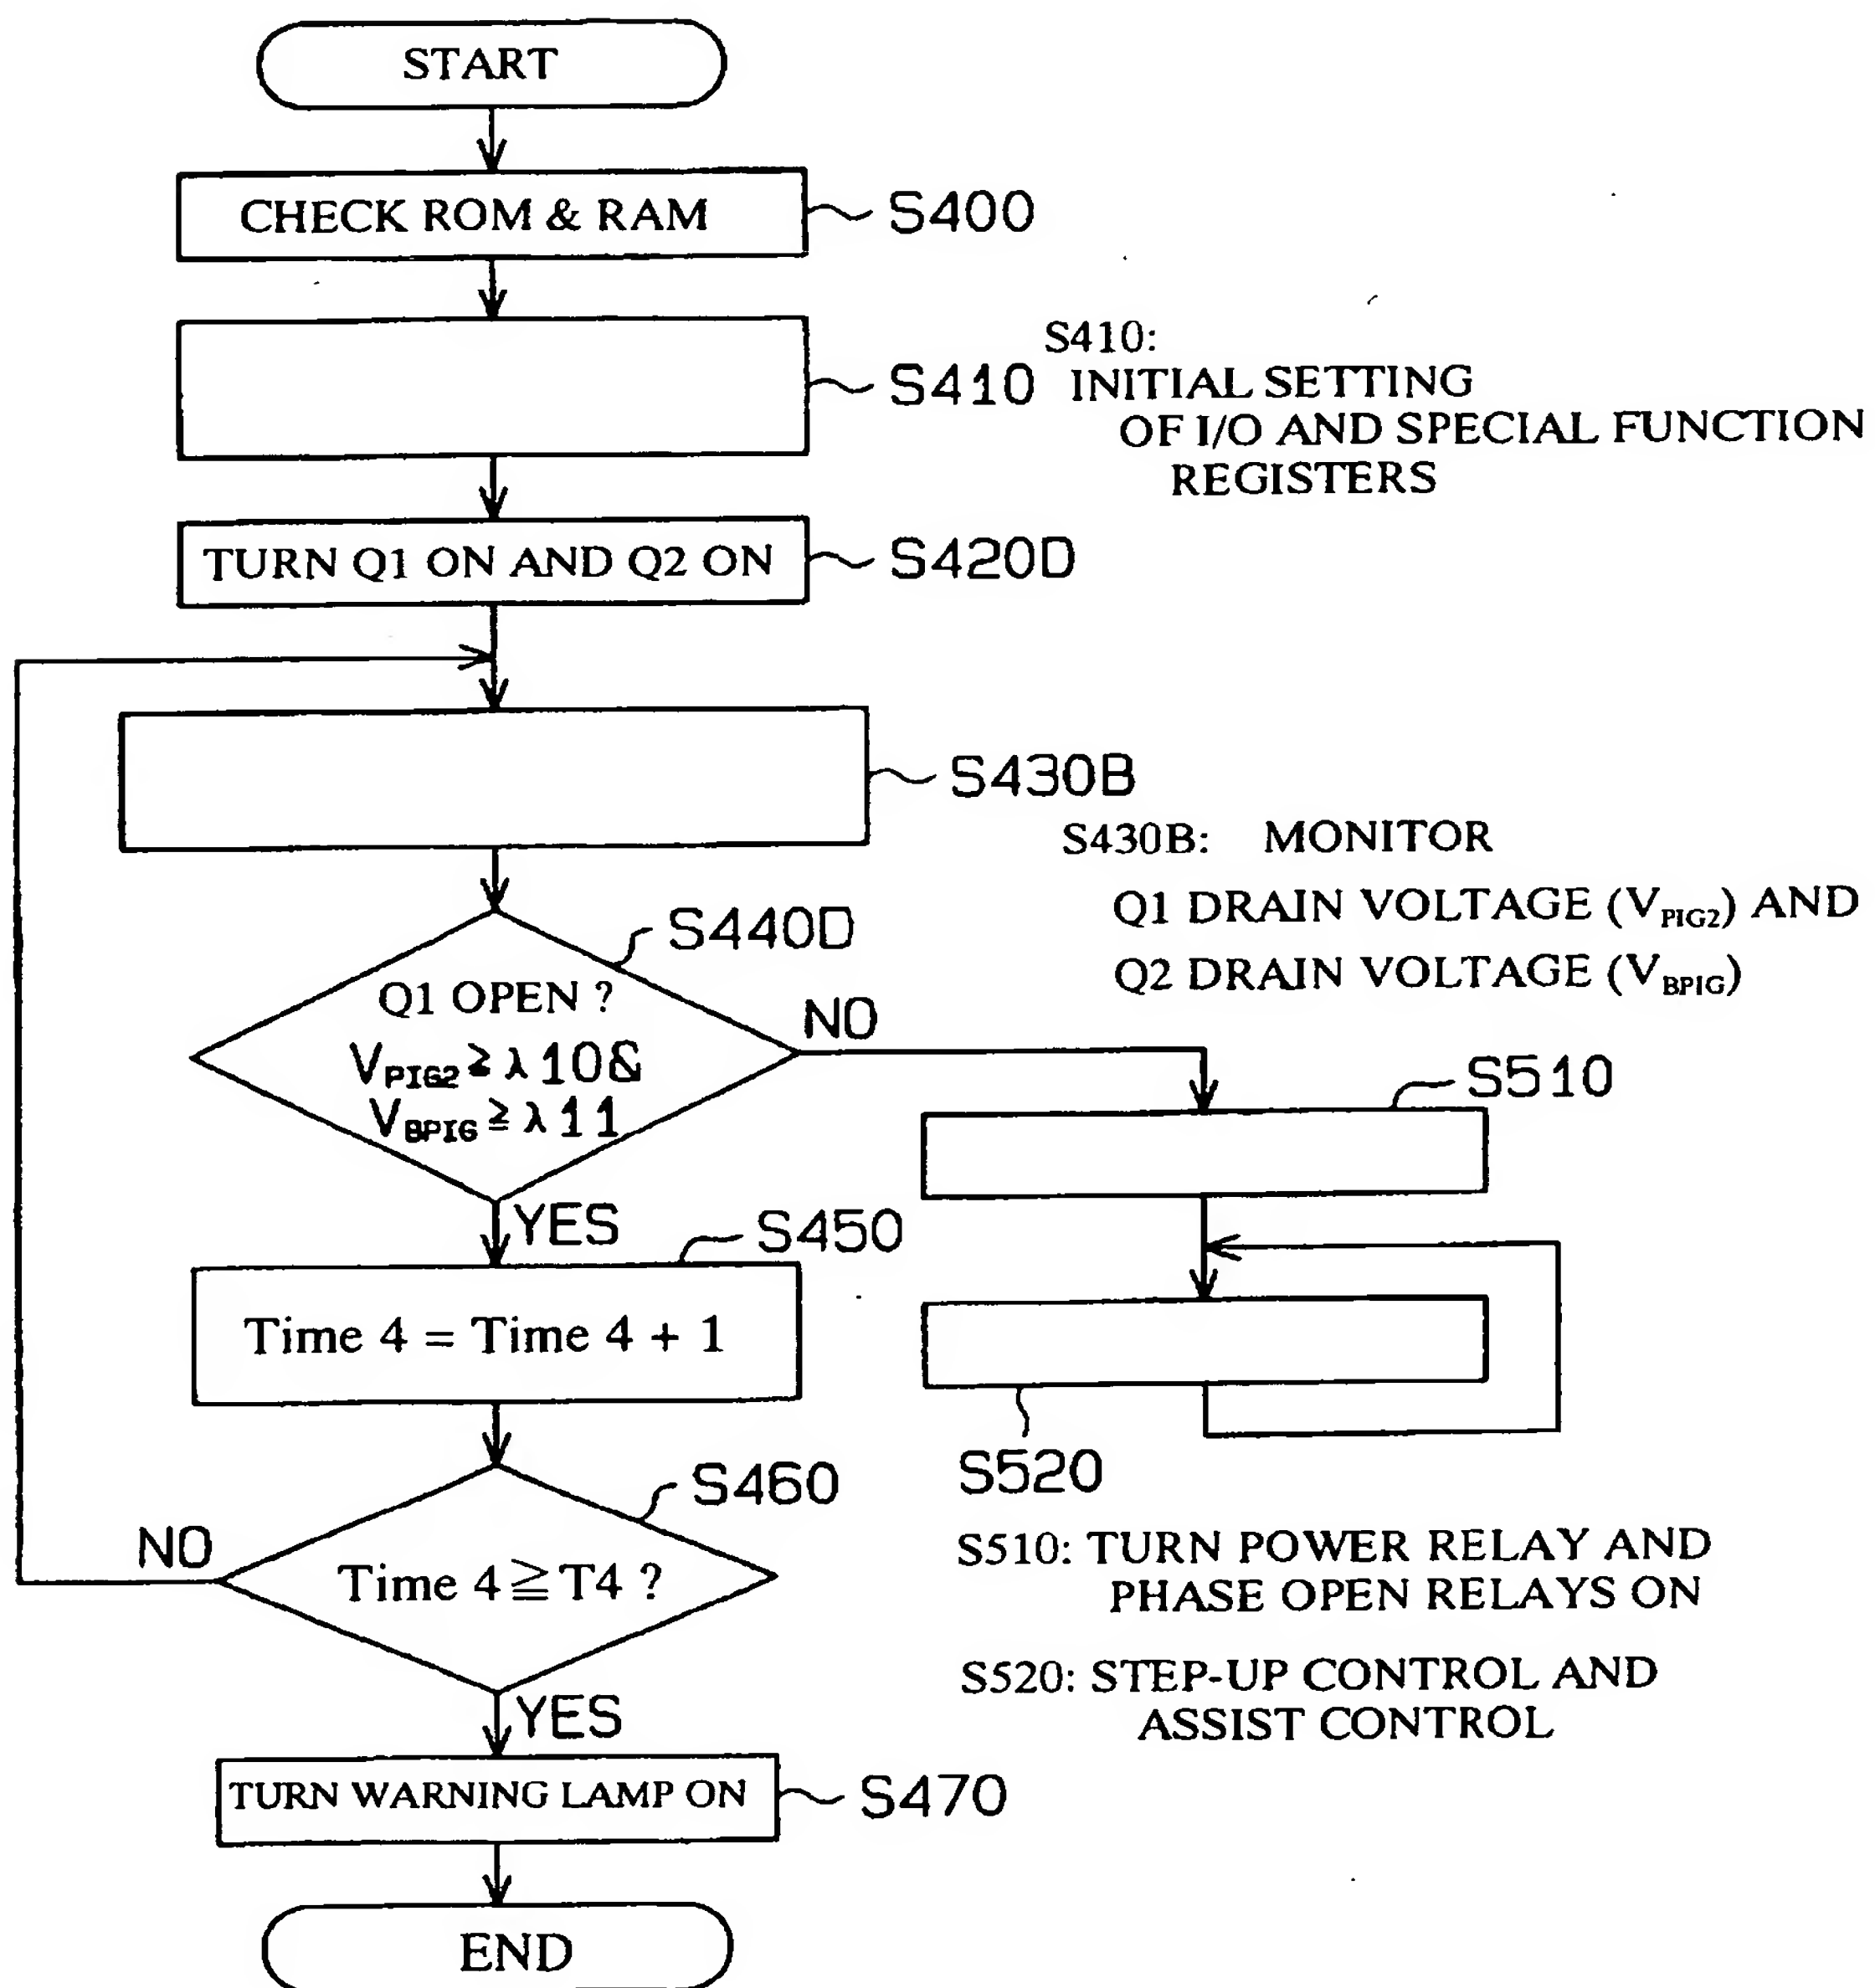 START
CHECK ROM & RAM
S400
S410
S410:
INITIAL SETTING
OF I/O AND SPECIAL FUNCTION
REGISTERS
TURN Q1 ON AND Q2 ON
S420D
S430B
S430B: MONITOR
Q1 DRAIN VOLTAGE (VPIG2) AND
Q2 DRAIN VOLTAGE (VBPIG)
S440D
Q1 OPEN ?
VPIG2 ≧ λ10&
VBPIG ≧ λ11
NO
YES
S510
S450
Time 4 = Time 4 + 1
S520
S460
Time 4 ≧ T4 ?
NO
YES
S510: TURN POWER RELAY AND
PHASE OPEN RELAYS ON
S520: STEP-UP CONTROL AND
ASSIST CONTROL
TURN WARNING LAMP ON
S470
END